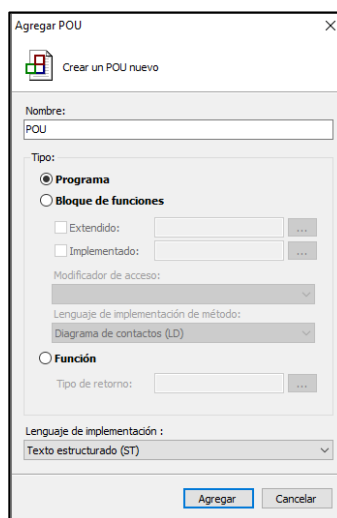 Agregar POU
Crear un POU nuevo
Nombre:
POU
Tipo:
Programa
Bloque de funciones
Extendido:
...
Implementado:
...
Modificador de acceso:
Lenguaje de implementación de método:
Diagrama de contactos (LD)
Función
Tipo de retorno:
...
Lenguaje de implementación :
Texto estructurado (ST)
Agregar Cancelar